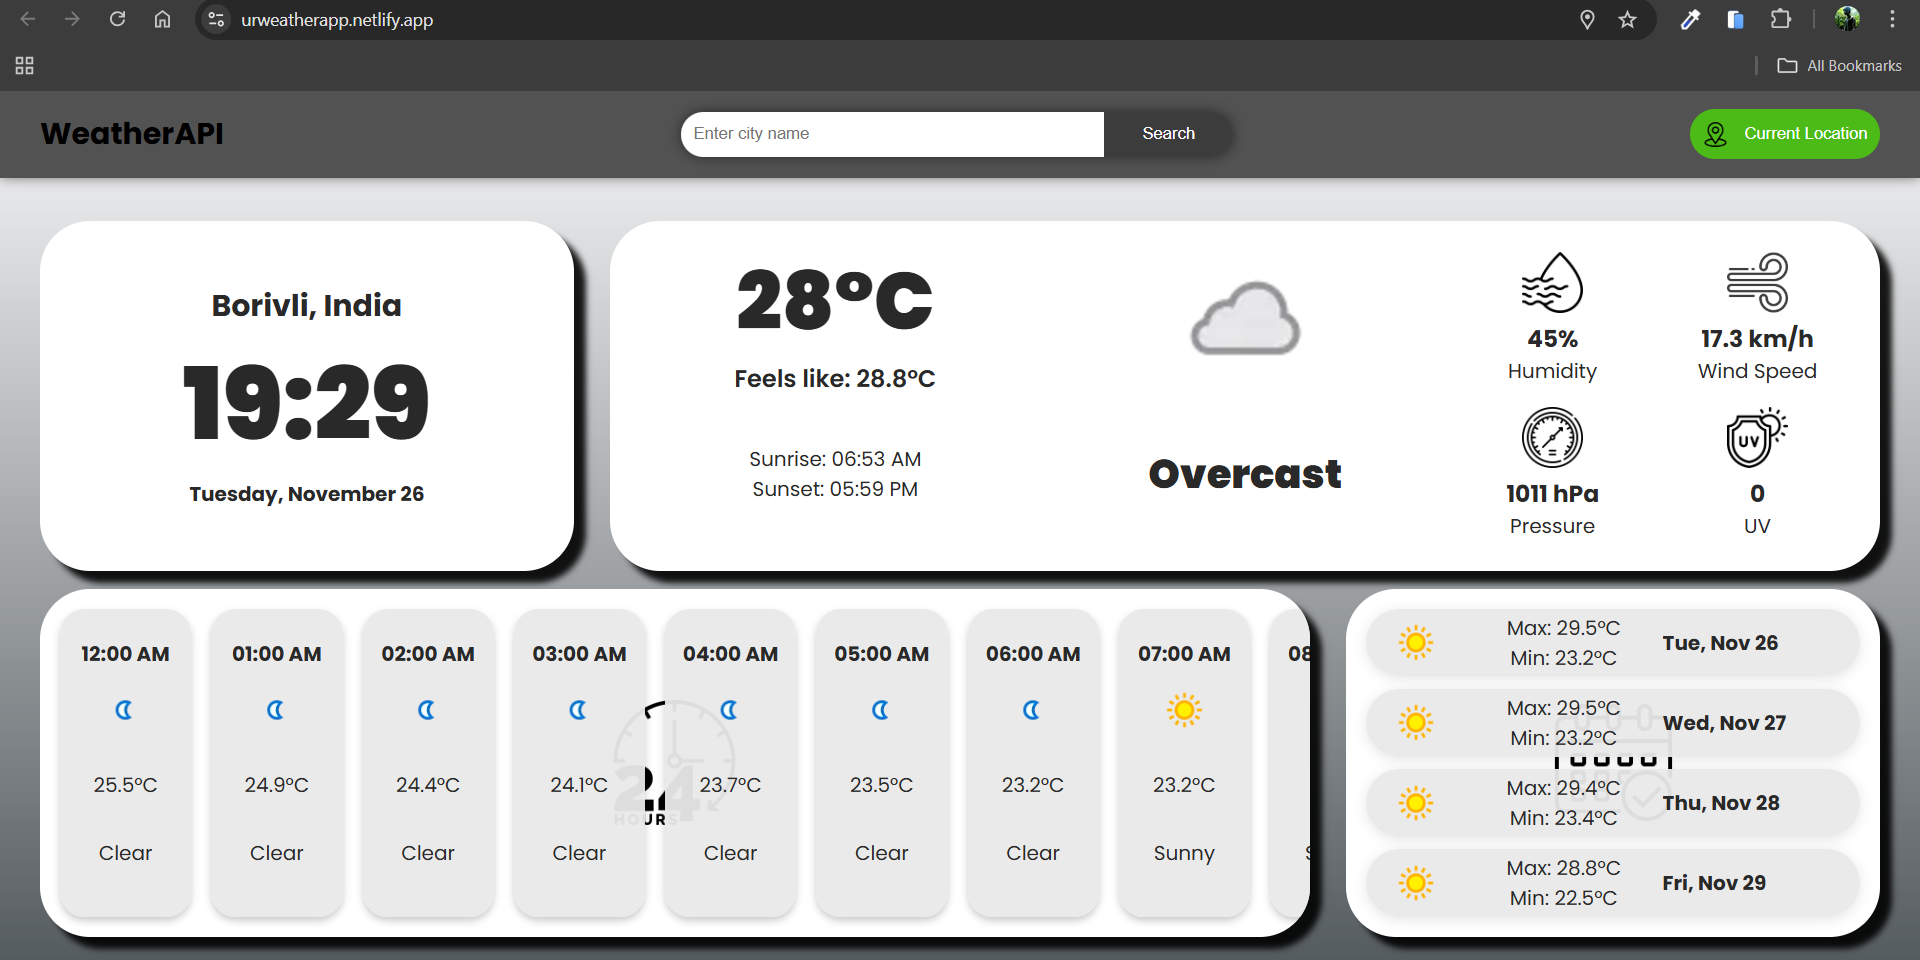 urweatherapp.netlify.app
All Bookmarks
WeatherAPI
Enter city name
Search
Current Location
Borivli, India
19:29
Tuesday, November 26
28°C
Feels like: 28.8°C
Sunrise: 06:53 AM
Sunset: 05:59 PM
Overcast
45%
Humidity
17.3 km/h
Wind Speed
1011 hPa
Pressure
UV
0
UV
12:00 AM
25.5°C
Clear
01:00 AM
24.9°C
Clear
02:00 AM
24.4°C
Clear
03:00 AM
24.1°C
Clear
04:00 AM
23.7°C
Clear
05:00 AM
23.5°C
Clear
06:00 AM
23.2°C
Clear
07:00 AM
23.2°C
Sunny
08
24
HOURS
Max: 29.5°C
Min: 23.2°C
Tue, Nov 26
Max: 29.5°C
Min: 23.2°C
Wed, Nov 27
Max: 29.4°C
Min: 23.4°C
Thu, Nov 28
Max: 28.8°C
Min: 22.5°C
Fri, Nov 29